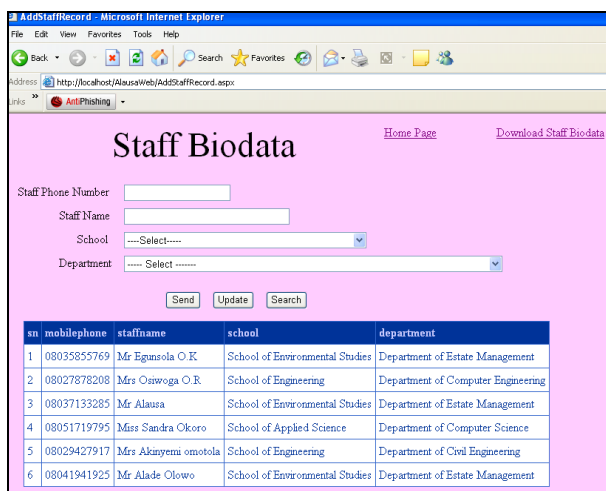 AddStaffRecord - Microsoft Internet Explorer
File Edit View Favorites Tools Help
Back Search Favorites
Address http://localhost/AlausaWeb/AddStaffRecord.aspx
Links » AntiPhishing
Staff Biodata Home Page Download Staff Biodata
Staff Phone Number
Staff Name
School ----Select-----
Department ----- Select -------
Send Update Search
sn mobilephone staffname school department
1 08035855769 Mr Egunsola O.K School of Environmental Studies Department of Estate Management
2 08027878208 Mrs Osiwoga O.R School of Engineering Department of Computer Engineering
3 08037133285 Mr Alausa School of Environmental Studies Department of Estate Management
4 08051719795 Miss Sandra Okoro School of Applied Science Department of Computer Science
5 08029427917 Mrs Akinyemi omotola School of Engineering Department of Civil Engineering
6 08041941925 Mr Alade Olowo School of Environmental Studies Department of Estate Management